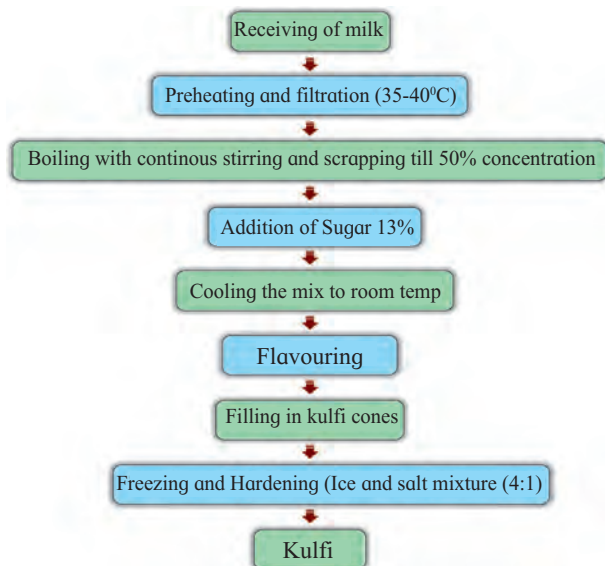 Receiving of milk
Preheating and filtration (35-40⁰C)
Boiling with continous stirring and scrapping till 50% concentration
Addition of Sugar 13%
Cooling the mix to room temp
Flavouring
Filling in kulfi cones
Freezing and Hardening (Ice and salt mixture (4:1)
Kulfi